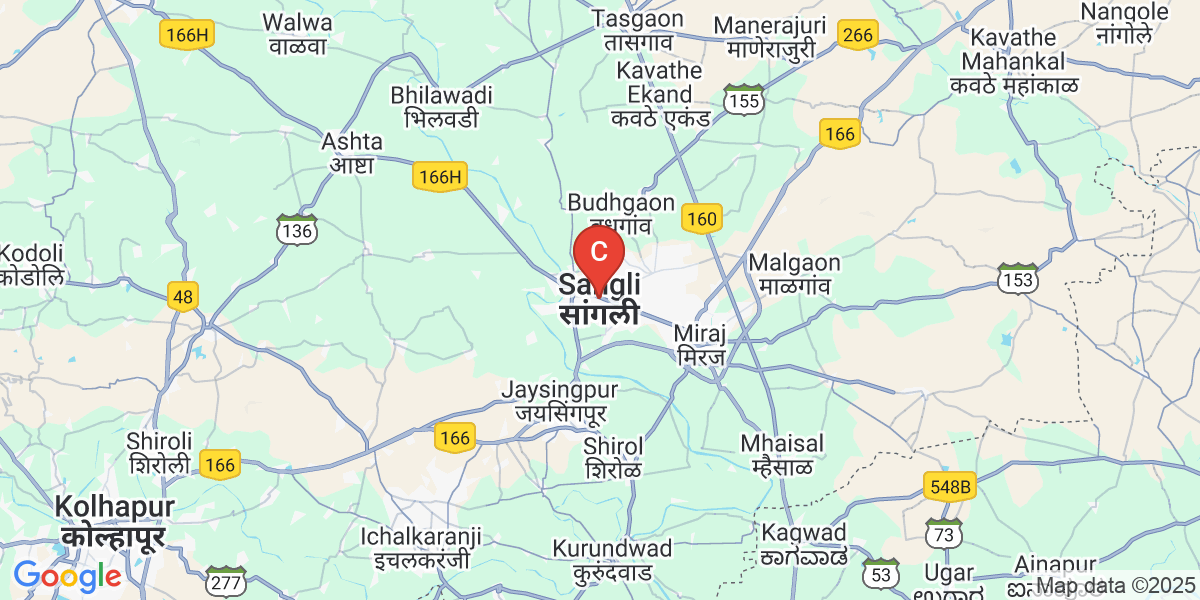 Walwa
वाळवा
166H
Tasgaon
तासगाव
Manerajuri
माणेराजुरी
266
Nangole
नांगोले
Kavathe
Mahankal
कवठे महांकाळ
Kavathe
Ekand
कवठे एकंड
155
Bhilawadi
भिलवडी
166
Ashta
आष्टा
166H
Budhgaon
बुधगांव
160
136
Kodoli
कोडोलि
48
C
Sangli
सांगली
Malgaon
माळगांव
153
Miraj
मिरज
Jaysingpur
जयसिंगपूर
166
Shiroli
शिरोली
166
Shirol
शिरोळ
Mhaisal
म्हैसाळ
548B
Kolhapur
कोल्हापूर
Ichalkaranji
इचलकरंजी
Kurundwad
कुरुंदवाड
Kagwad
ಕಾಗವಾಡ
73
53
Ugar
Ainapur
277
Google
Map data ©2025